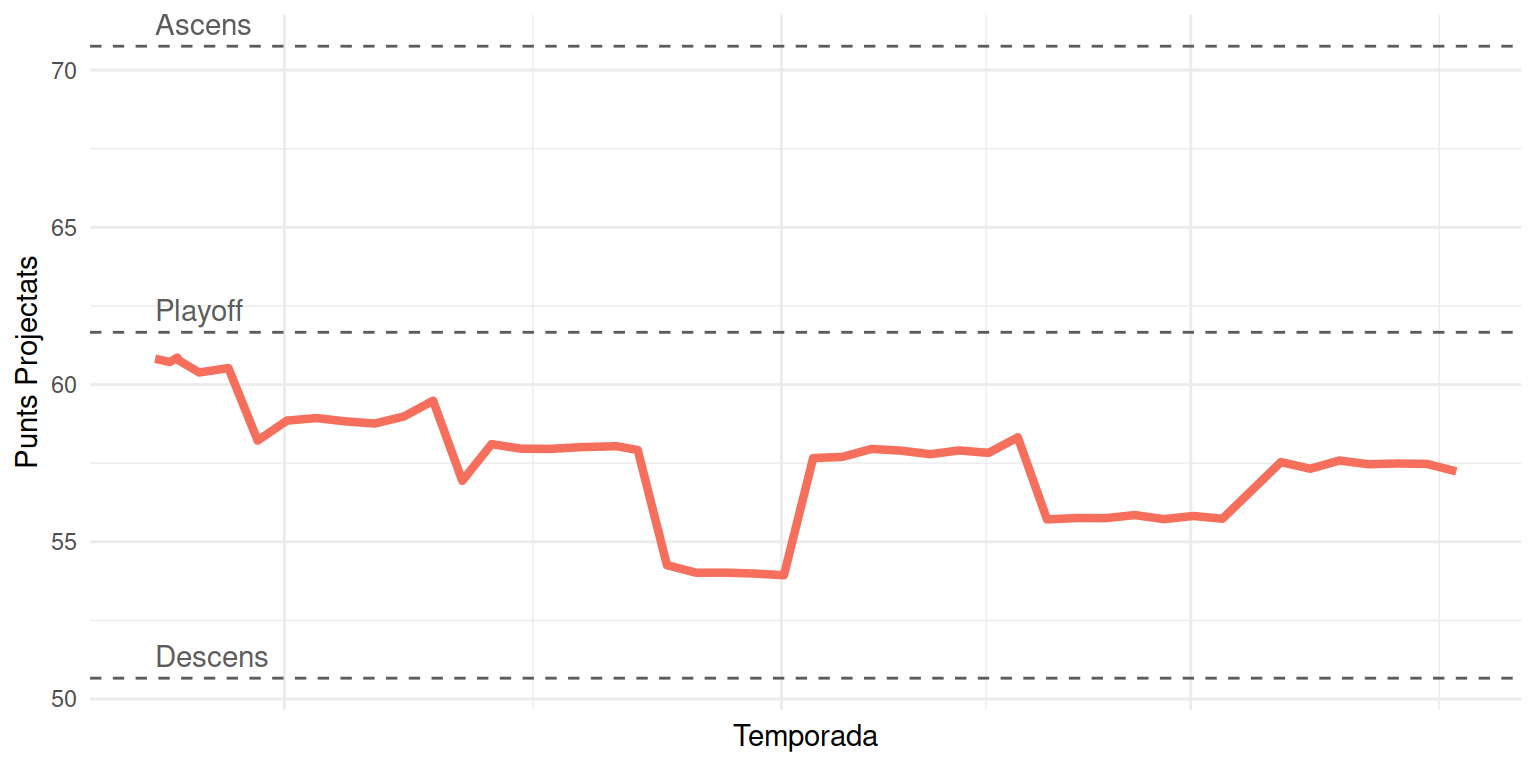 Ascens
70
65
Playoff
60
55
Descens
50
Punts Projectats
Temporada